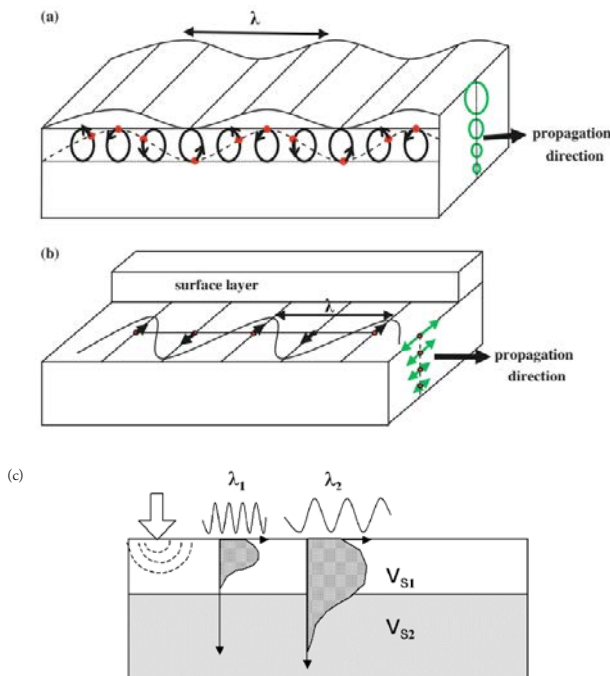 (a)
λ
propagation
direction
(b)
surface layer
λ
propagation
direction
(c)
λ1 λ2
VS1
VS2